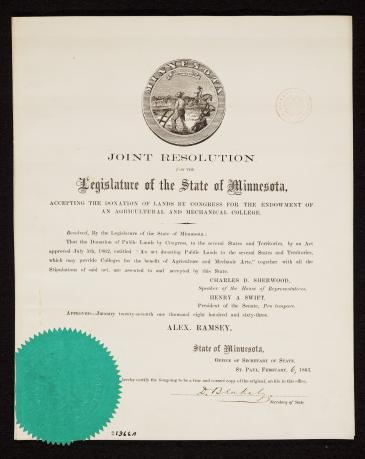 MINNESOTA
JOINT RESOLUTION
FOR THE
Legislature of the State of Minnesota,
ACCEPTING THE DONATION OF LANDS BY CONGRESS FOR THE ENDOWMENT OF
AN AGRICULTURAL AND MECHANICAL COLLEGE.
Resolved, By the Legislature of the State of Minnesota:
That the Donation of Public Lands by Congress, to the several States and Territories, by an Act
approved July 5th, 1862, entitled "An act donating Public Lands to the several States and Territories,
which may provide Colleges for the benefit of Agriculture and Mechanic Arts," together with all the
Stipulations of said act, are assented to and accepted by this State.
CHARLES D. SHERWOOD,
Speaker of the House of Representatives.
HENRY A SWIFT,
President of the Senate, Pro tempore.
APPROVED—January twenty-seventh one thousand eight hundred and sixty-three.
ALEX. RAMSEY,
State of Minnesota,
OFFICE OF SECRETARY OF STATE,
ST. PAUL, FEBRUARY, 6, 1863.
hereby certify the foregoing to be a true and correct copy of the original, on file in this office.
D. Blakely
Secretary of State